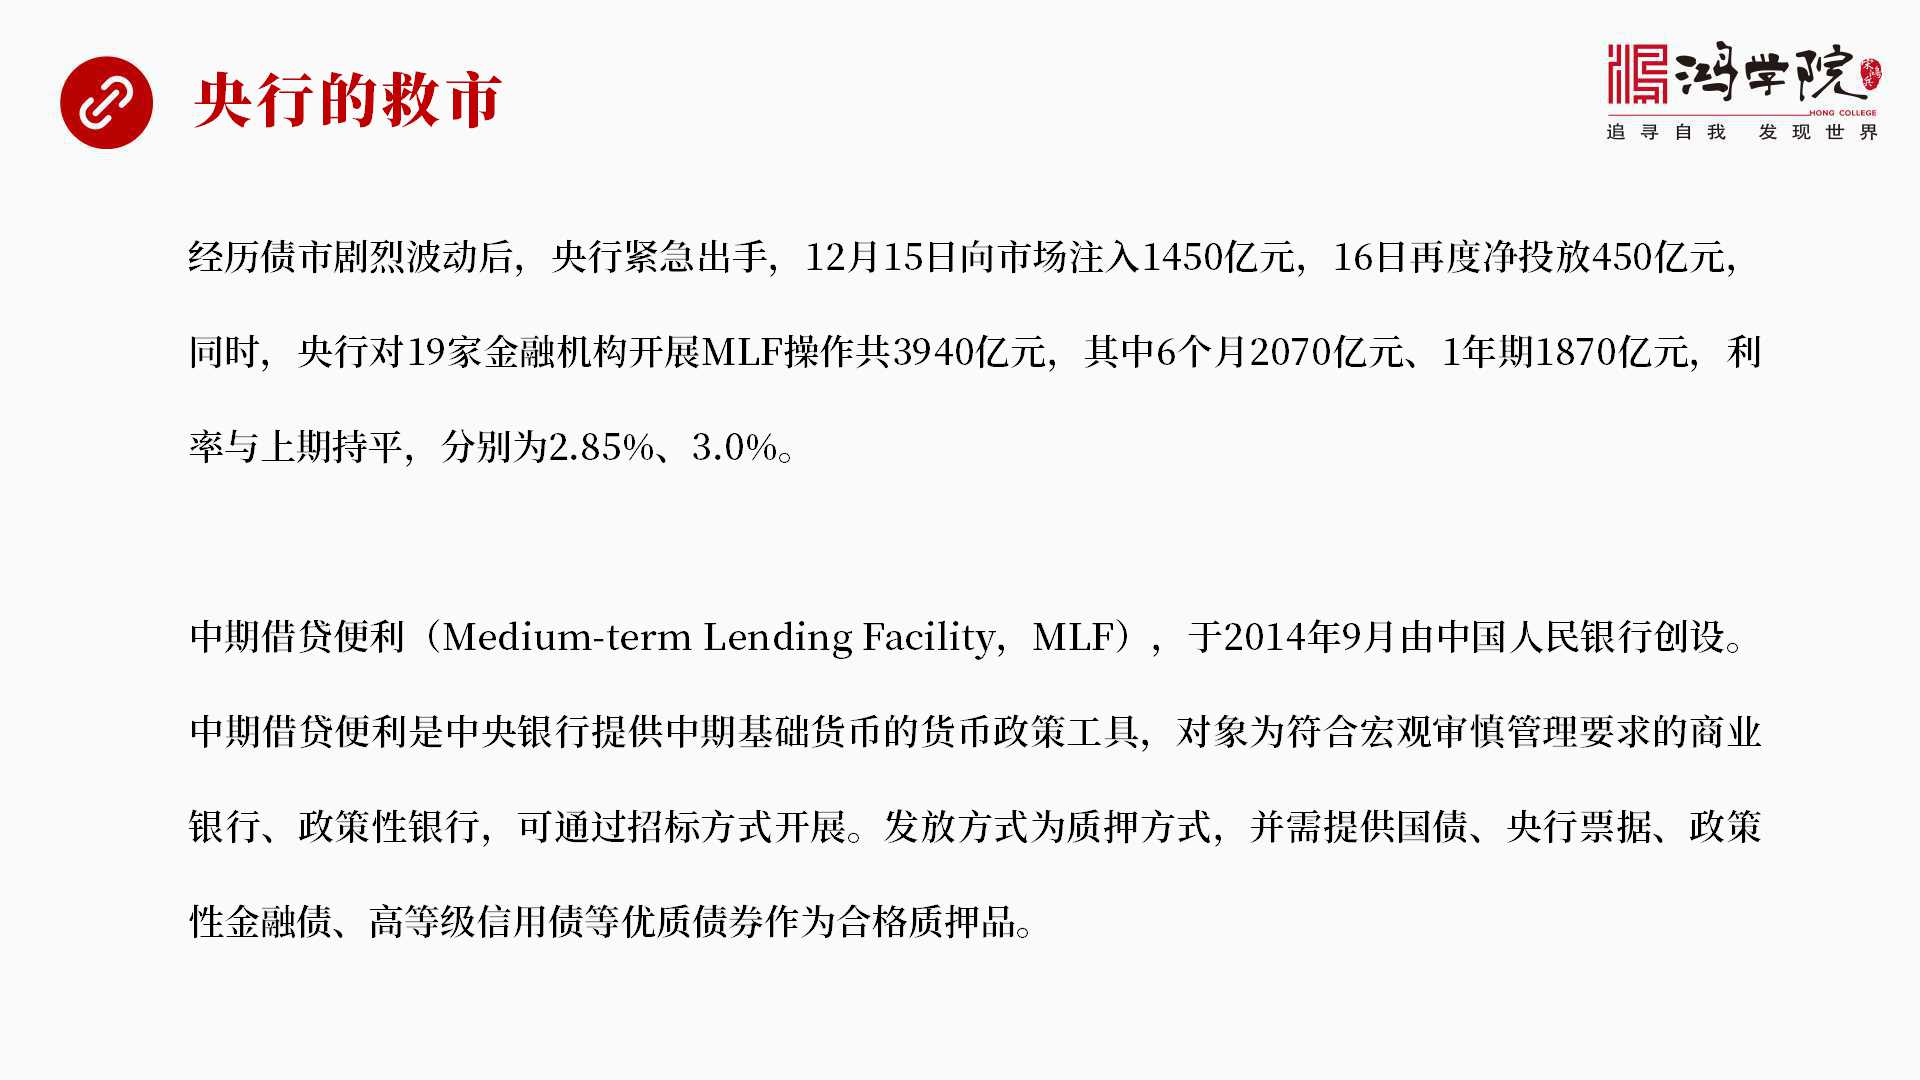 央行的救市
鸿学院
宋鸿兵
HONG COLLEGE
追寻自我 发现世界
经历债市剧烈波动后，央行紧急出手，12月15日向市场注入1450亿元，16日再度净投放450亿元，
同时，央行对19家金融机构开展MLF操作共3940亿元，其中6个月2070亿元、1年期1870亿元，利
率与上期持平，分别为2.85%、3.0%。
中期借贷便利（Medium-term Lending Facility，MLF），于2014年9月由中国人民银行创设。
中期借贷便利是中央银行提供中期基础货币的货币政策工具，对象为符合宏观审慎管理要求的商业
银行、政策性银行，可通过招标方式开展。发放方式为质押方式，并需提供国债、央行票据、政策
性金融债、高等级信用债等优质债券作为合格质押品。